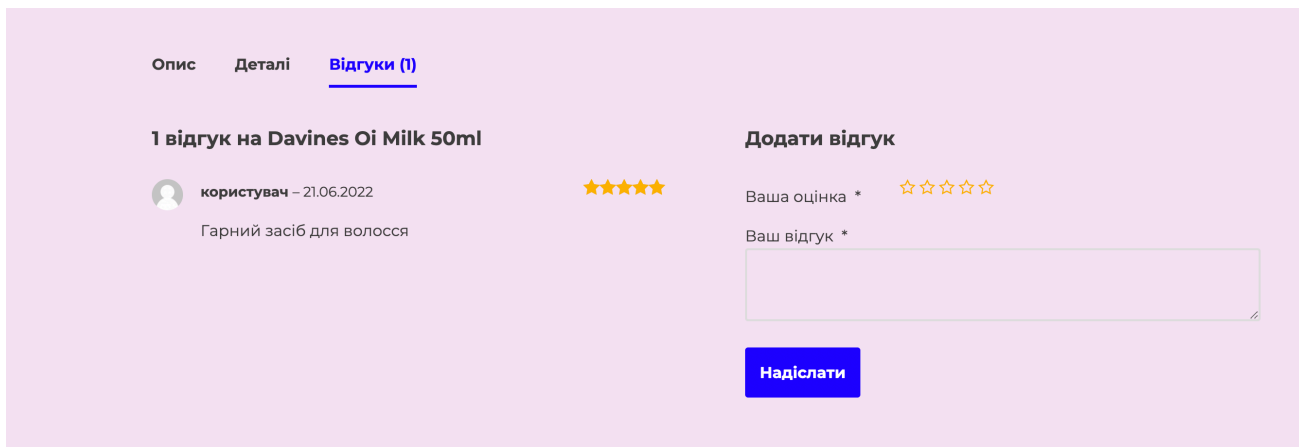 Опис Деталі Відгуки (1)
1 відгук на Davines Oi Milk 50ml
користувач – 21.06.2022
Гарний засіб для волосся
Додати відгук
Ваша оцінка *
Ваш відгук *
Надіслати